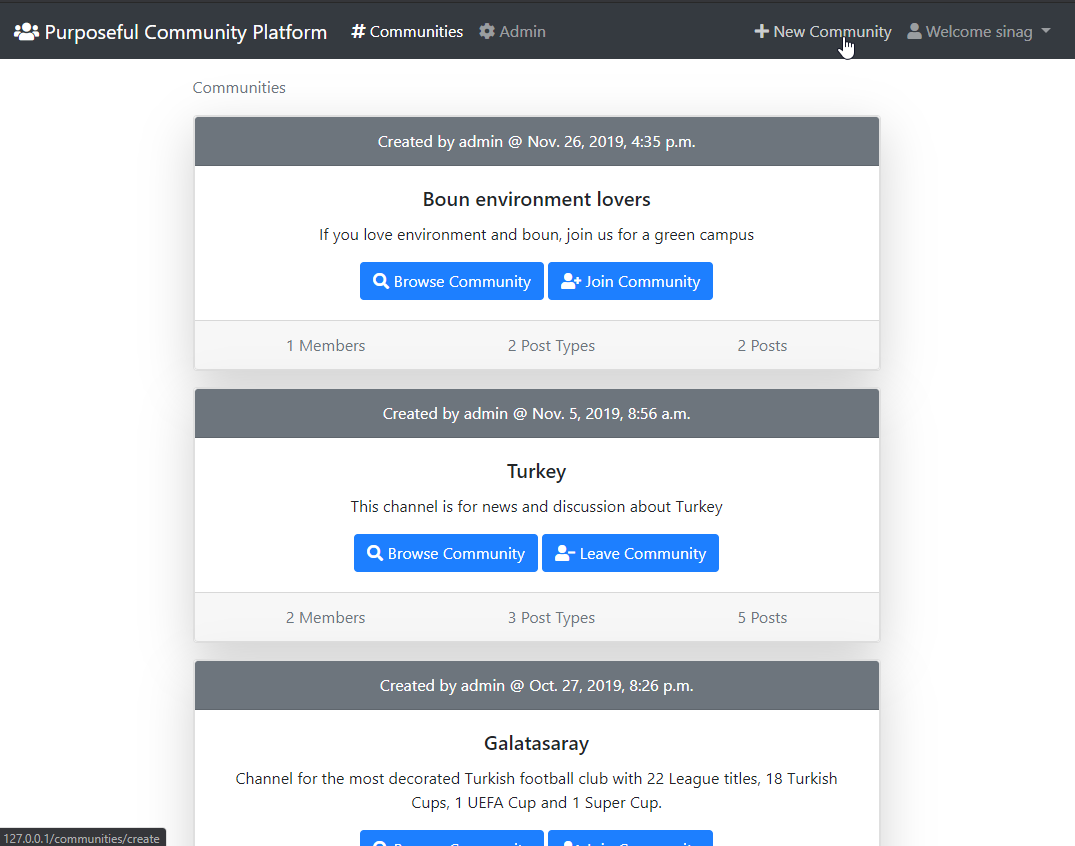 Purposeful Community Platform # Communities Admin + New Community Welcome sinag
Communities
Created by admin @ Nov. 26, 2019, 4:35 p.m.
Boun environment lovers
If you love environment and boun, join us for a green campus
Browse Community Join Community
1 Members 2 Post Types 2 Posts
Created by admin @ Nov. 5, 2019, 8:56 a.m.
Turkey
This channel is for news and discussion about Turkey
Browse Community Leave Community
2 Members 3 Post Types 5 Posts
Created by admin @ Oct. 27, 2019, 8:26 p.m.
Galatasaray
Channel for the most decorated Turkish football club with 22 League titles, 18 Turkish
Cups, 1 UEFA Cup and 1 Super Cup.
Browse Community Join Community
127.0.0.1/communities/create